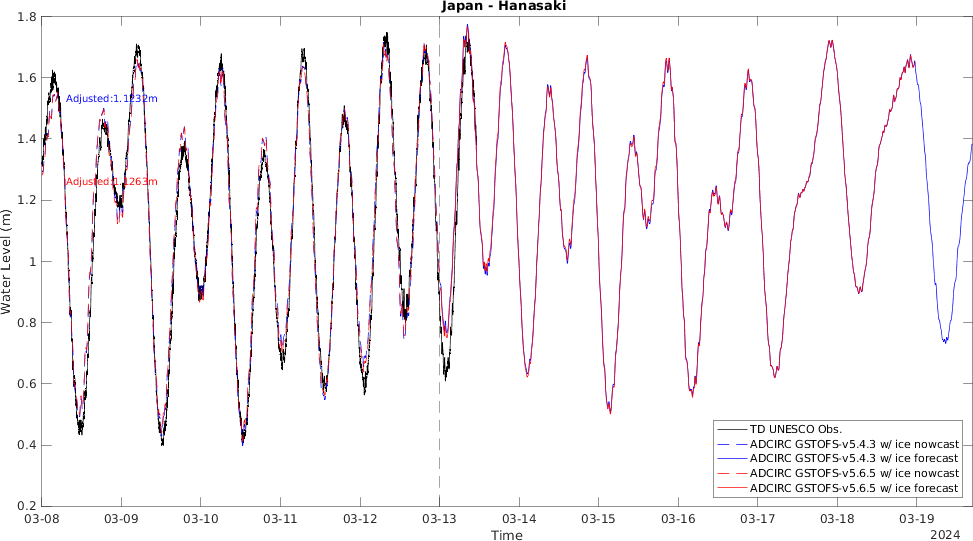 Japan - Hanasaki
1.8
1.6
1.4
1.2
1
0.8
0.6
0.4
0.2
Water Level (m)
Adjusted:1.1232m
Adjusted:1.1263m
TD UNESCO Obs.
ADCIRC GSTOFS-v5.4.3 w/ ice nowcast
ADCIRC GSTOFS-v5.4.3 w/ ice forecast
ADCIRC GSTOFS-v5.6.5 w/ ice nowcast
ADCIRC GSTOFS-v5.6.5 w/ ice forecast
03-08 03-09 03-10 03-11 03-12 03-13 03-14 03-15 03-16 03-17 03-18 03-19
Time
2024